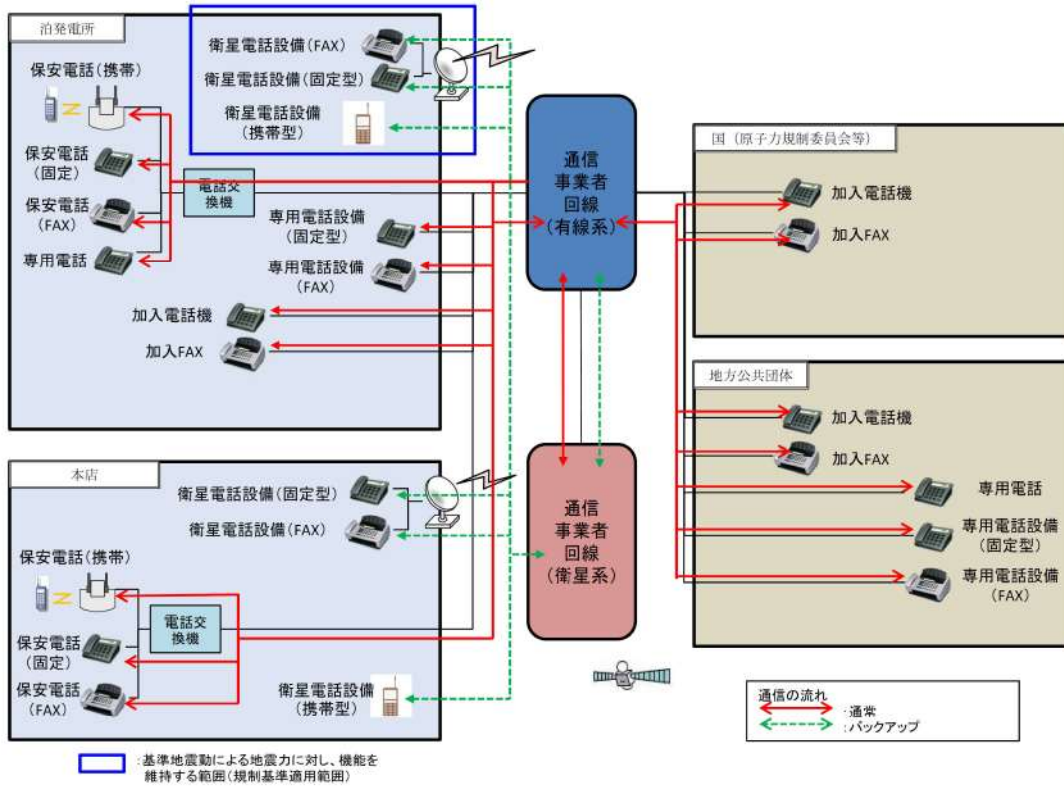 泊発電所
保安電話(携帯)
保安電話
(固定)
保安電話
(FAX)
専用電話
電話交
換機
衛星電話設備(FAX)
衛星電話設備(固定型)
衛星電話設備
(携帯型)
専用電話設備
(固定型)
専用電話設備
(FAX)
加入電話機
加入FAX
通信
事業者
回線
(有線系)
国（原子力規制委員会等）
加入電話機
加入FAX
地方公共団体
加入電話機
加入FAX
専用電話
専用電話設備
(固定型)
専用電話設備
(FAX)
本店
衛星電話設備(固定型)
衛星電話設備(FAX)
保安電話(携帯)
保安電話
(固定)
保安電話
(FAX)
電話交
換機
衛星電話設備
(携帯型)
通信
事業者
回線
(衛星系)
通信の流れ
:通常
:バックアップ
:基準地震動による地震力に対し、機能を
維持する範囲(規制基準適用範囲)